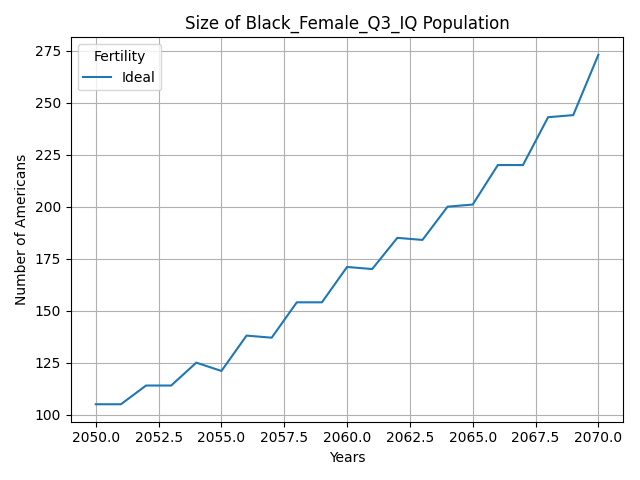 Size of Black_Female_Q3_IQ Population
Fertility
Ideal
275
250
225
200
175
150
125
100
Number of Americans
2050.0 2052.5 2055.0 2057.5 2060.0 2062.5 2065.0 2067.5 2070.0
Years